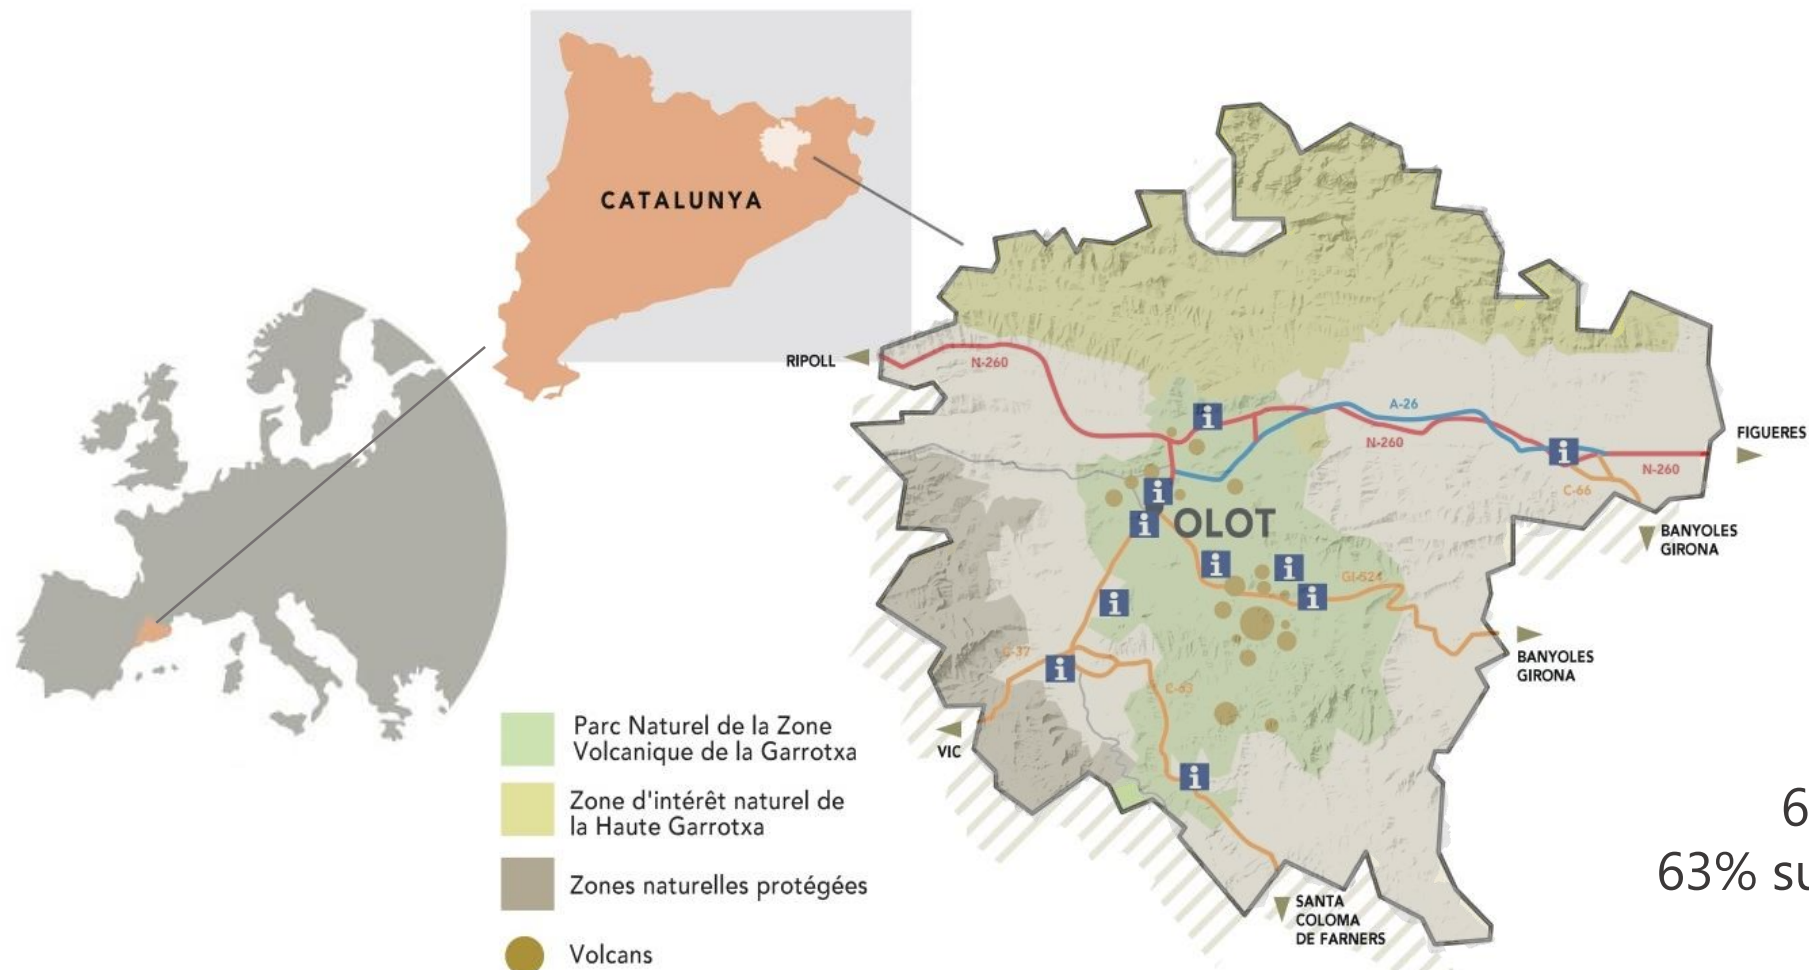 CATALUNYA
RIPOLL
N-260
A-26
N-260
FIGUERES
N-260
C-66
BANYOLES
GIRONA
OLOT
GI-524
BANYOLES
GIRONA
C-37
C-63
VIC
SANTA
COLOMA
DE FARNERS
i
i
i
i
i
i
i
i
i
i
Parc Naturel de la Zone
Volcanique de la Garrotxa
Zone d'intérêt naturel de
la Haute Garrotxa
Zones naturelles protégées
Volcans
63% su